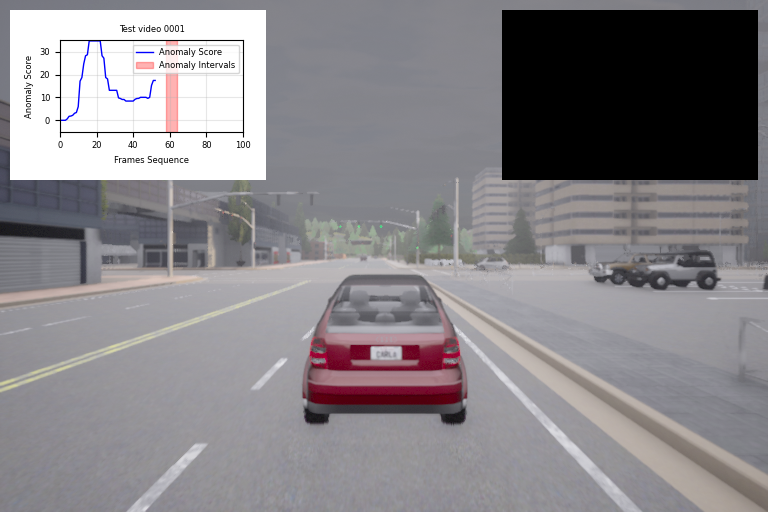 Test video 0001
Anomaly Score
Anomaly Intervals
Anomaly Score
30
20
10
0
0 20 40 60 80 100
Frames Sequence
CARLA